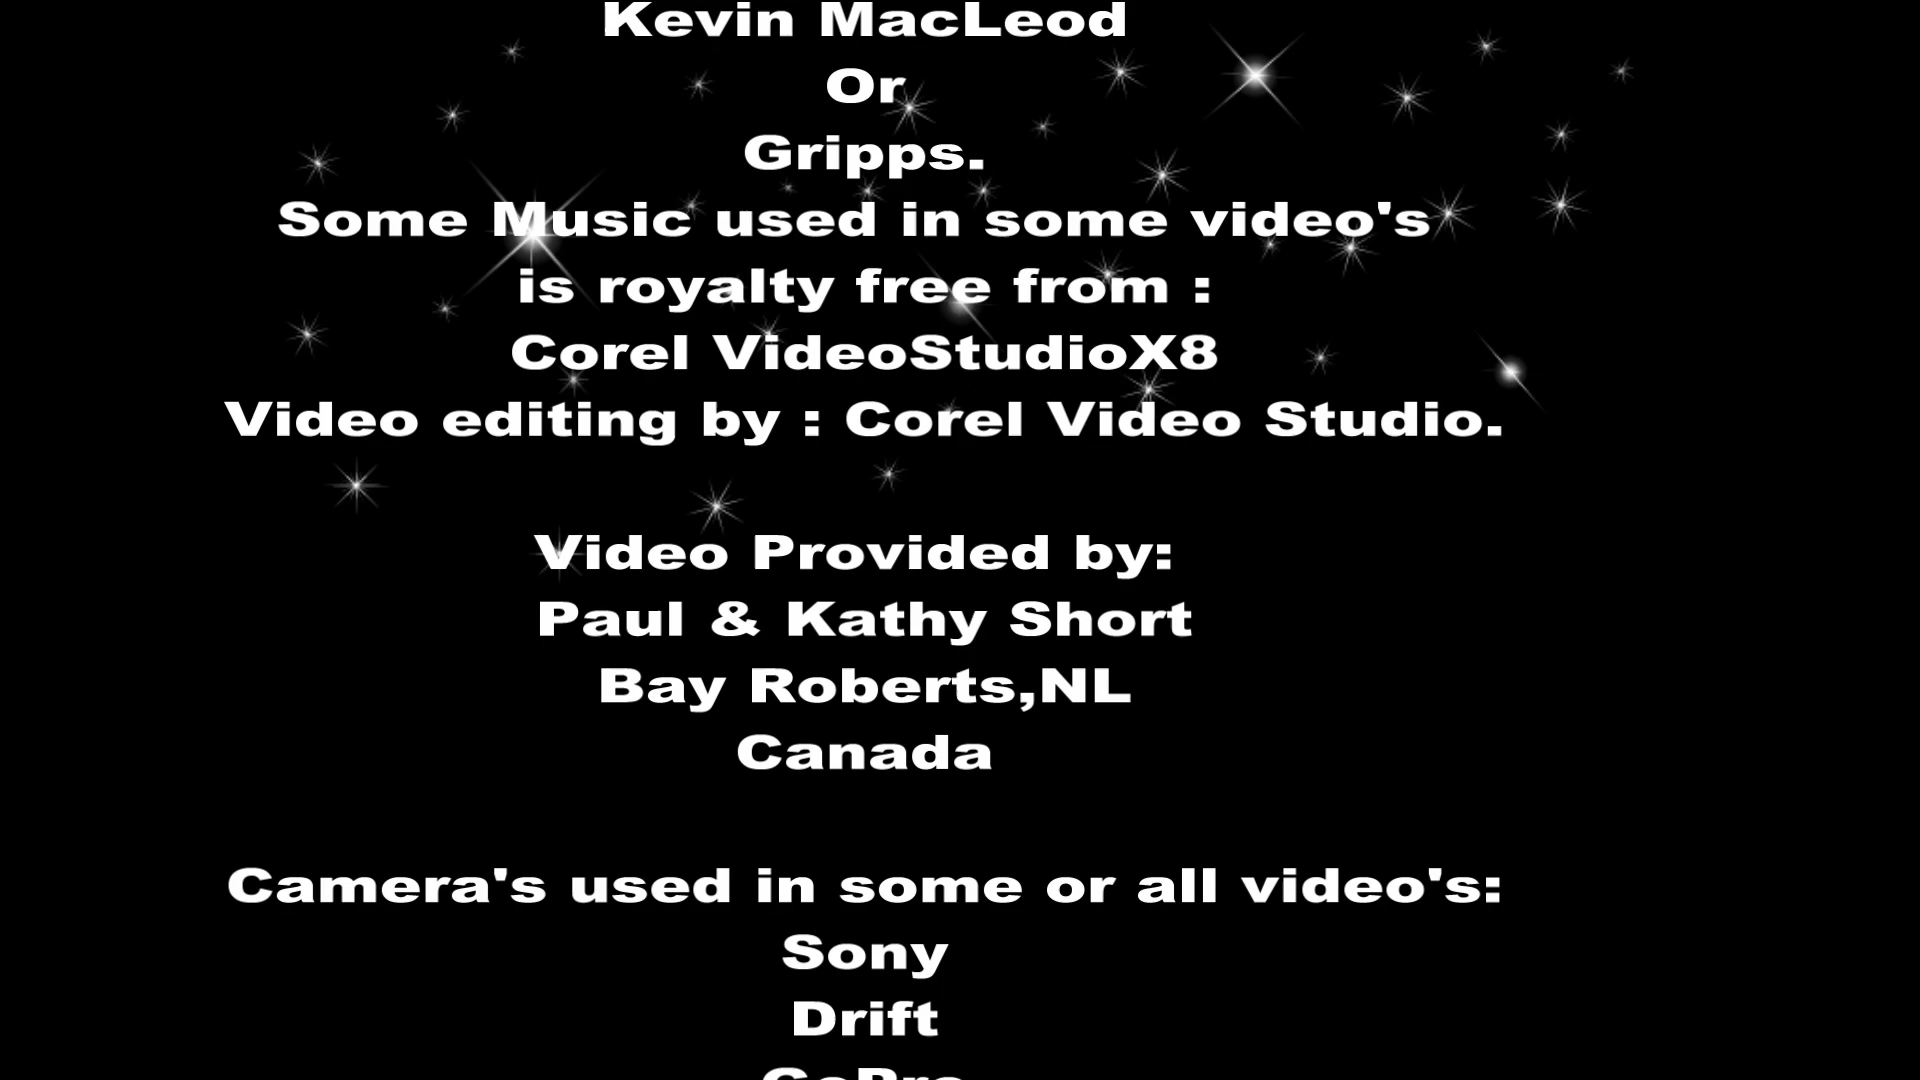 Kevin MacLeod
Or
Gripps.
Some Music used in some video's
is royalty free from :
Corel VideoStudioX8
Video editing by : Corel Video Studio.
Video Provided by:
Paul & Kathy Short
Bay Roberts,NL
Canada
Camera's used in some or all video's:
Sony
Drift
GoPro